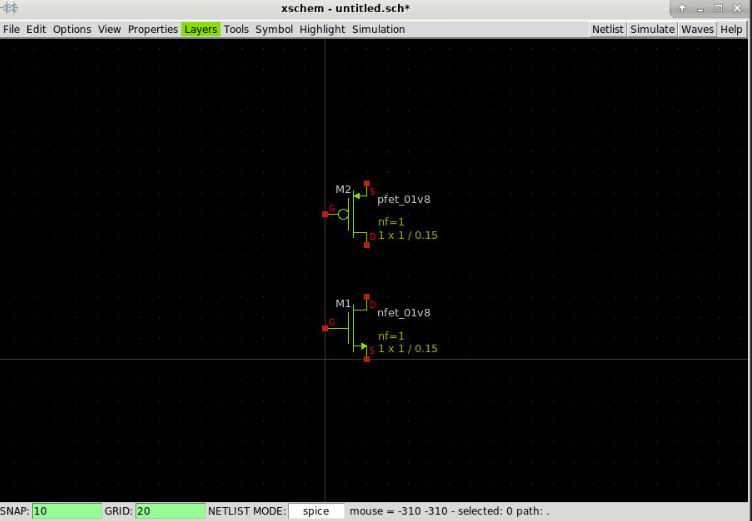 xschem - untitled.sch*
File Edit Options View Properties Layers Tools Symbol Highlight Simulation Netlist Simulate Waves Help
M2
S
pfet_01v8
G
nf=1
D 1 x 1 / 0.15
M1
D
nfet_01v8
G
nf=1
S 1 x 1 / 0.15
SNAP: 10 GRID: 20 NETLIST MODE: spice mouse = -310 -310 - selected: 0 path: .